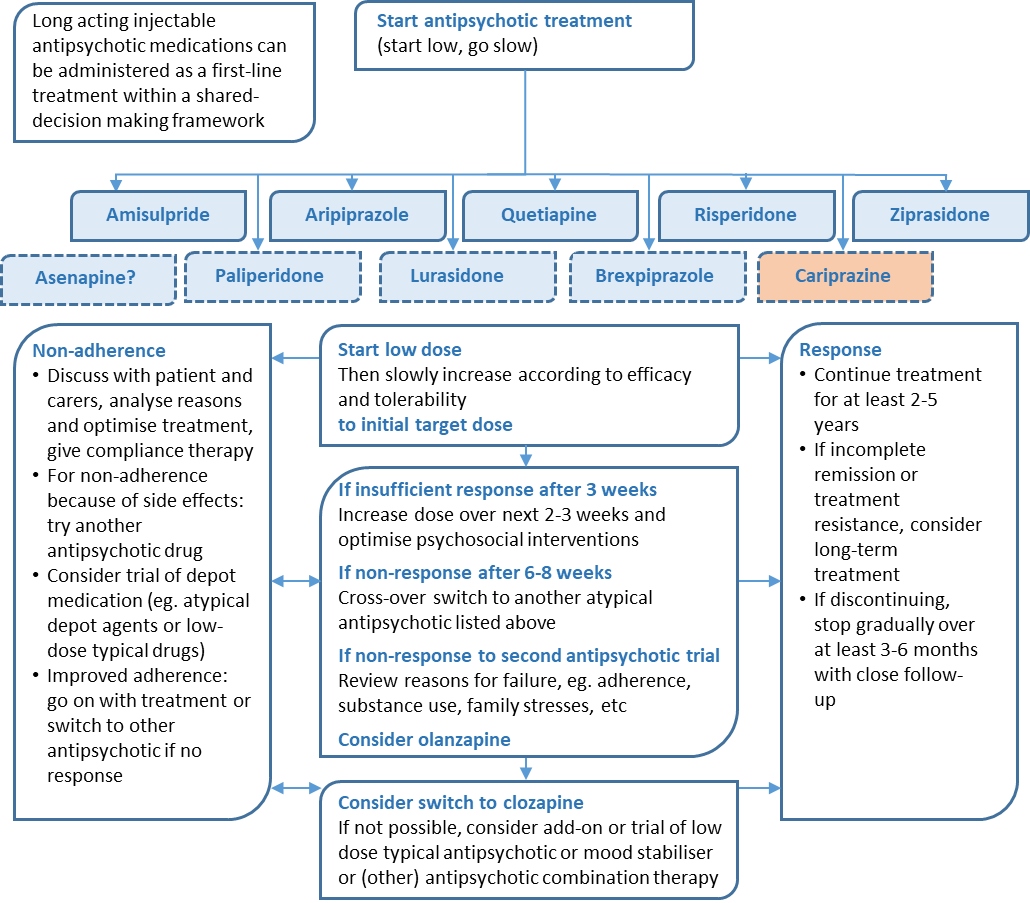 Long acting injectable
antipsychotic medications can
be administered as a first-line
treatment within a shared-
decision making framework
Start antipsychotic treatment
(start low, go slow)
Amisulpride
Aripiprazole
Quetiapine
Risperidone
Ziprasidone
Asenapine?
Paliperidone
Lurasidone
Brexpiprazole
Cariprazine
Non-adherence
• Discuss with patient and
carers, analyse reasons
and optimise treatment,
give compliance therapy
• For non-adherence
because of side effects:
try another
antipsychotic drug
• Consider trial of depot
medication (eg. atypical
depot agents or low-
dose typical drugs)
• Improved adherence:
go on with treatment or
switch to other
antipsychotic if no
response
Start low dose
Then slowly increase according to efficacy
and tolerability
to initial target dose
If insufficient response after 3 weeks
Increase dose over next 2-3 weeks and
optimise psychosocial interventions
If non-response after 6-8 weeks
Cross-over switch to another atypical
antipsychotic listed above
If non-response to second antipsychotic trial
Review reasons for failure, eg. adherence,
substance use, family stresses, etc
Consider olanzapine
Consider switch to clozapine
If not possible, consider add-on or trial of low
dose typical antipsychotic or mood stabiliser
or (other) antipsychotic combination therapy
Response
• Continue treatment
for at least 2-5
years
• If incomplete
remission or
treatment
resistance, consider
long-term
treatment
• If discontinuing,
stop gradually over
at least 3-6 months
with close follow-
up